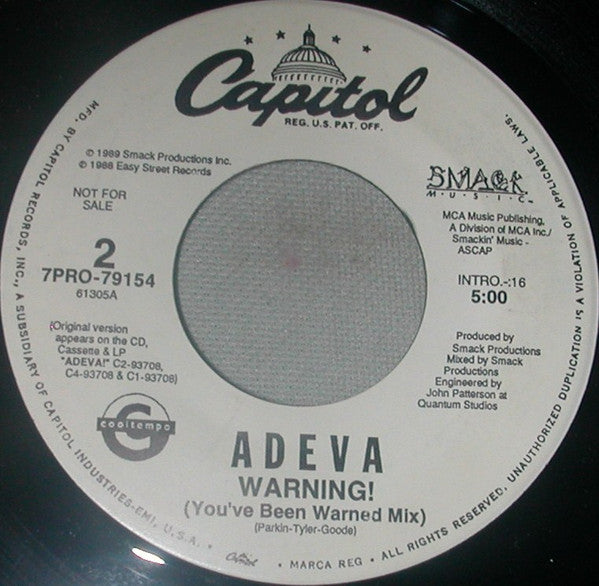 Capitol
REG. U.S. PAT. OFF.
℗ 1989 Smack Productions Inc.
© 1988 Easy Street Records
NOT FOR
SALE
2
7PRO-79154
61305A
(Original version
appears on the CD,
Cassette & LP
"ADEVA!" C2-93708,
C4-93708 & C1-93708)
cooltempo
SMACK
M·U·S·I·C
MCA Music Publishing,
A Division of MCA Inc./
Smackin' Music -
ASCAP
INTRO.-:16
5:00
Produced by
Smack Productions
Mixed by Smack
Productions
Engineered by
John Patterson at
Quantum Studios
ADEVA
WARNING!
(You've Been Warned Mix)
(Parkin-Tyler-Goode)
MFD. BY CAPITOL RECORDS, INC., A SUBSIDIARY OF CAPITOL INDUSTRIES-EMI, U.S.A. • Capitol • MARCA REG • ALL RIGHTS RESERVED. UNAUTHORIZED DUPLICATION IS A VIOLATION OF APPLICABLE LAWS.